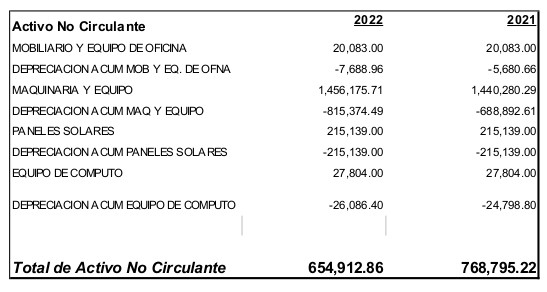 Activo No Circulante 2022 2021
MOBILIARIO Y EQUIPO DE OFICINA 20,083.00 20,083.00
DEPRECIACION ACUM MOB Y EQ. DE OFNA -7,688.96 -5,680.66
MAQUINARIA Y EQUIPO 1,456,175.71 1,440,280.29
DEPRECIACION ACUM MAQ Y EQUIPO -815,374.49 -688,892.61
PANELES SOLARES 215,139.00 215,139.00
DEPRECIACION ACUM PANELES SOLARES -215,139.00 -215,139.00
EQUIPO DE COMPUTO 27,804.00 27,804.00
DEPRECIACION ACUM EQUIPO DE COMPUTO -26,086.40 -24,798.80
Total de Activo No Circulante 654,912.86 768,795.22